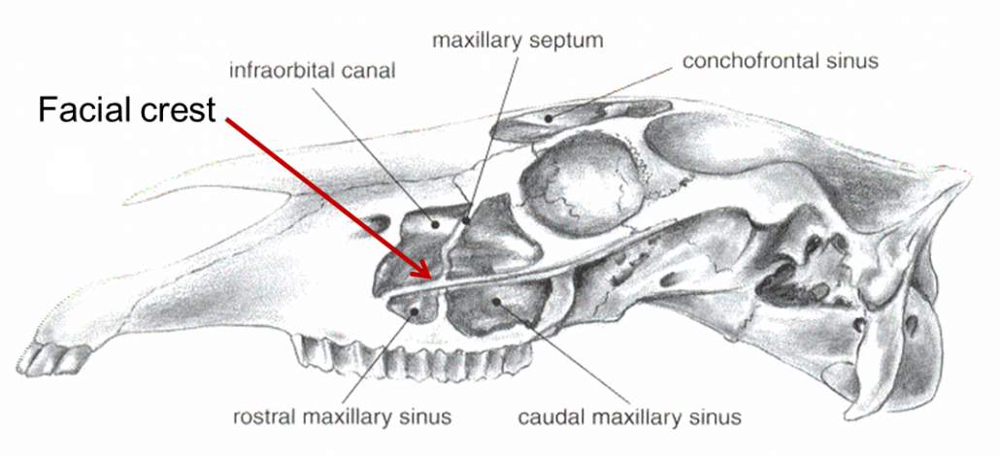 maxillary septum
conchofrontal sinus
infraorbital canal
Facial crest
rostral maxillary sinus
caudal maxillary sinus